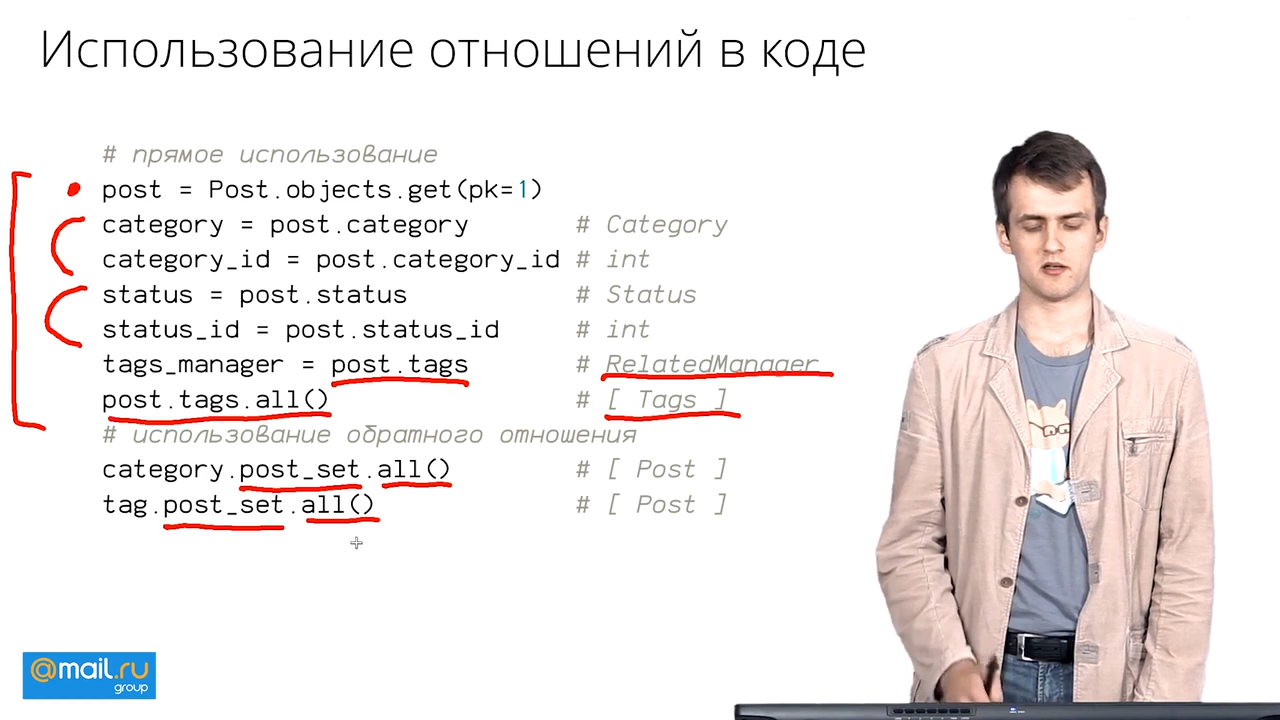 Использование отношений в коде
# прямое использование
post = Post.objects.get(pk=1)
category = post.category # Category
category_id = post.category_id # int
status = post.status # Status
status_id = post.status_id # int
tags_manager = post.tags # RelatedManager
post.tags.all() # [ Tags ]
# использование обратного отношения
category.post_set.all() # [ Post ]
tag.post_set.all() # [ Post ]
@mail.ru
group